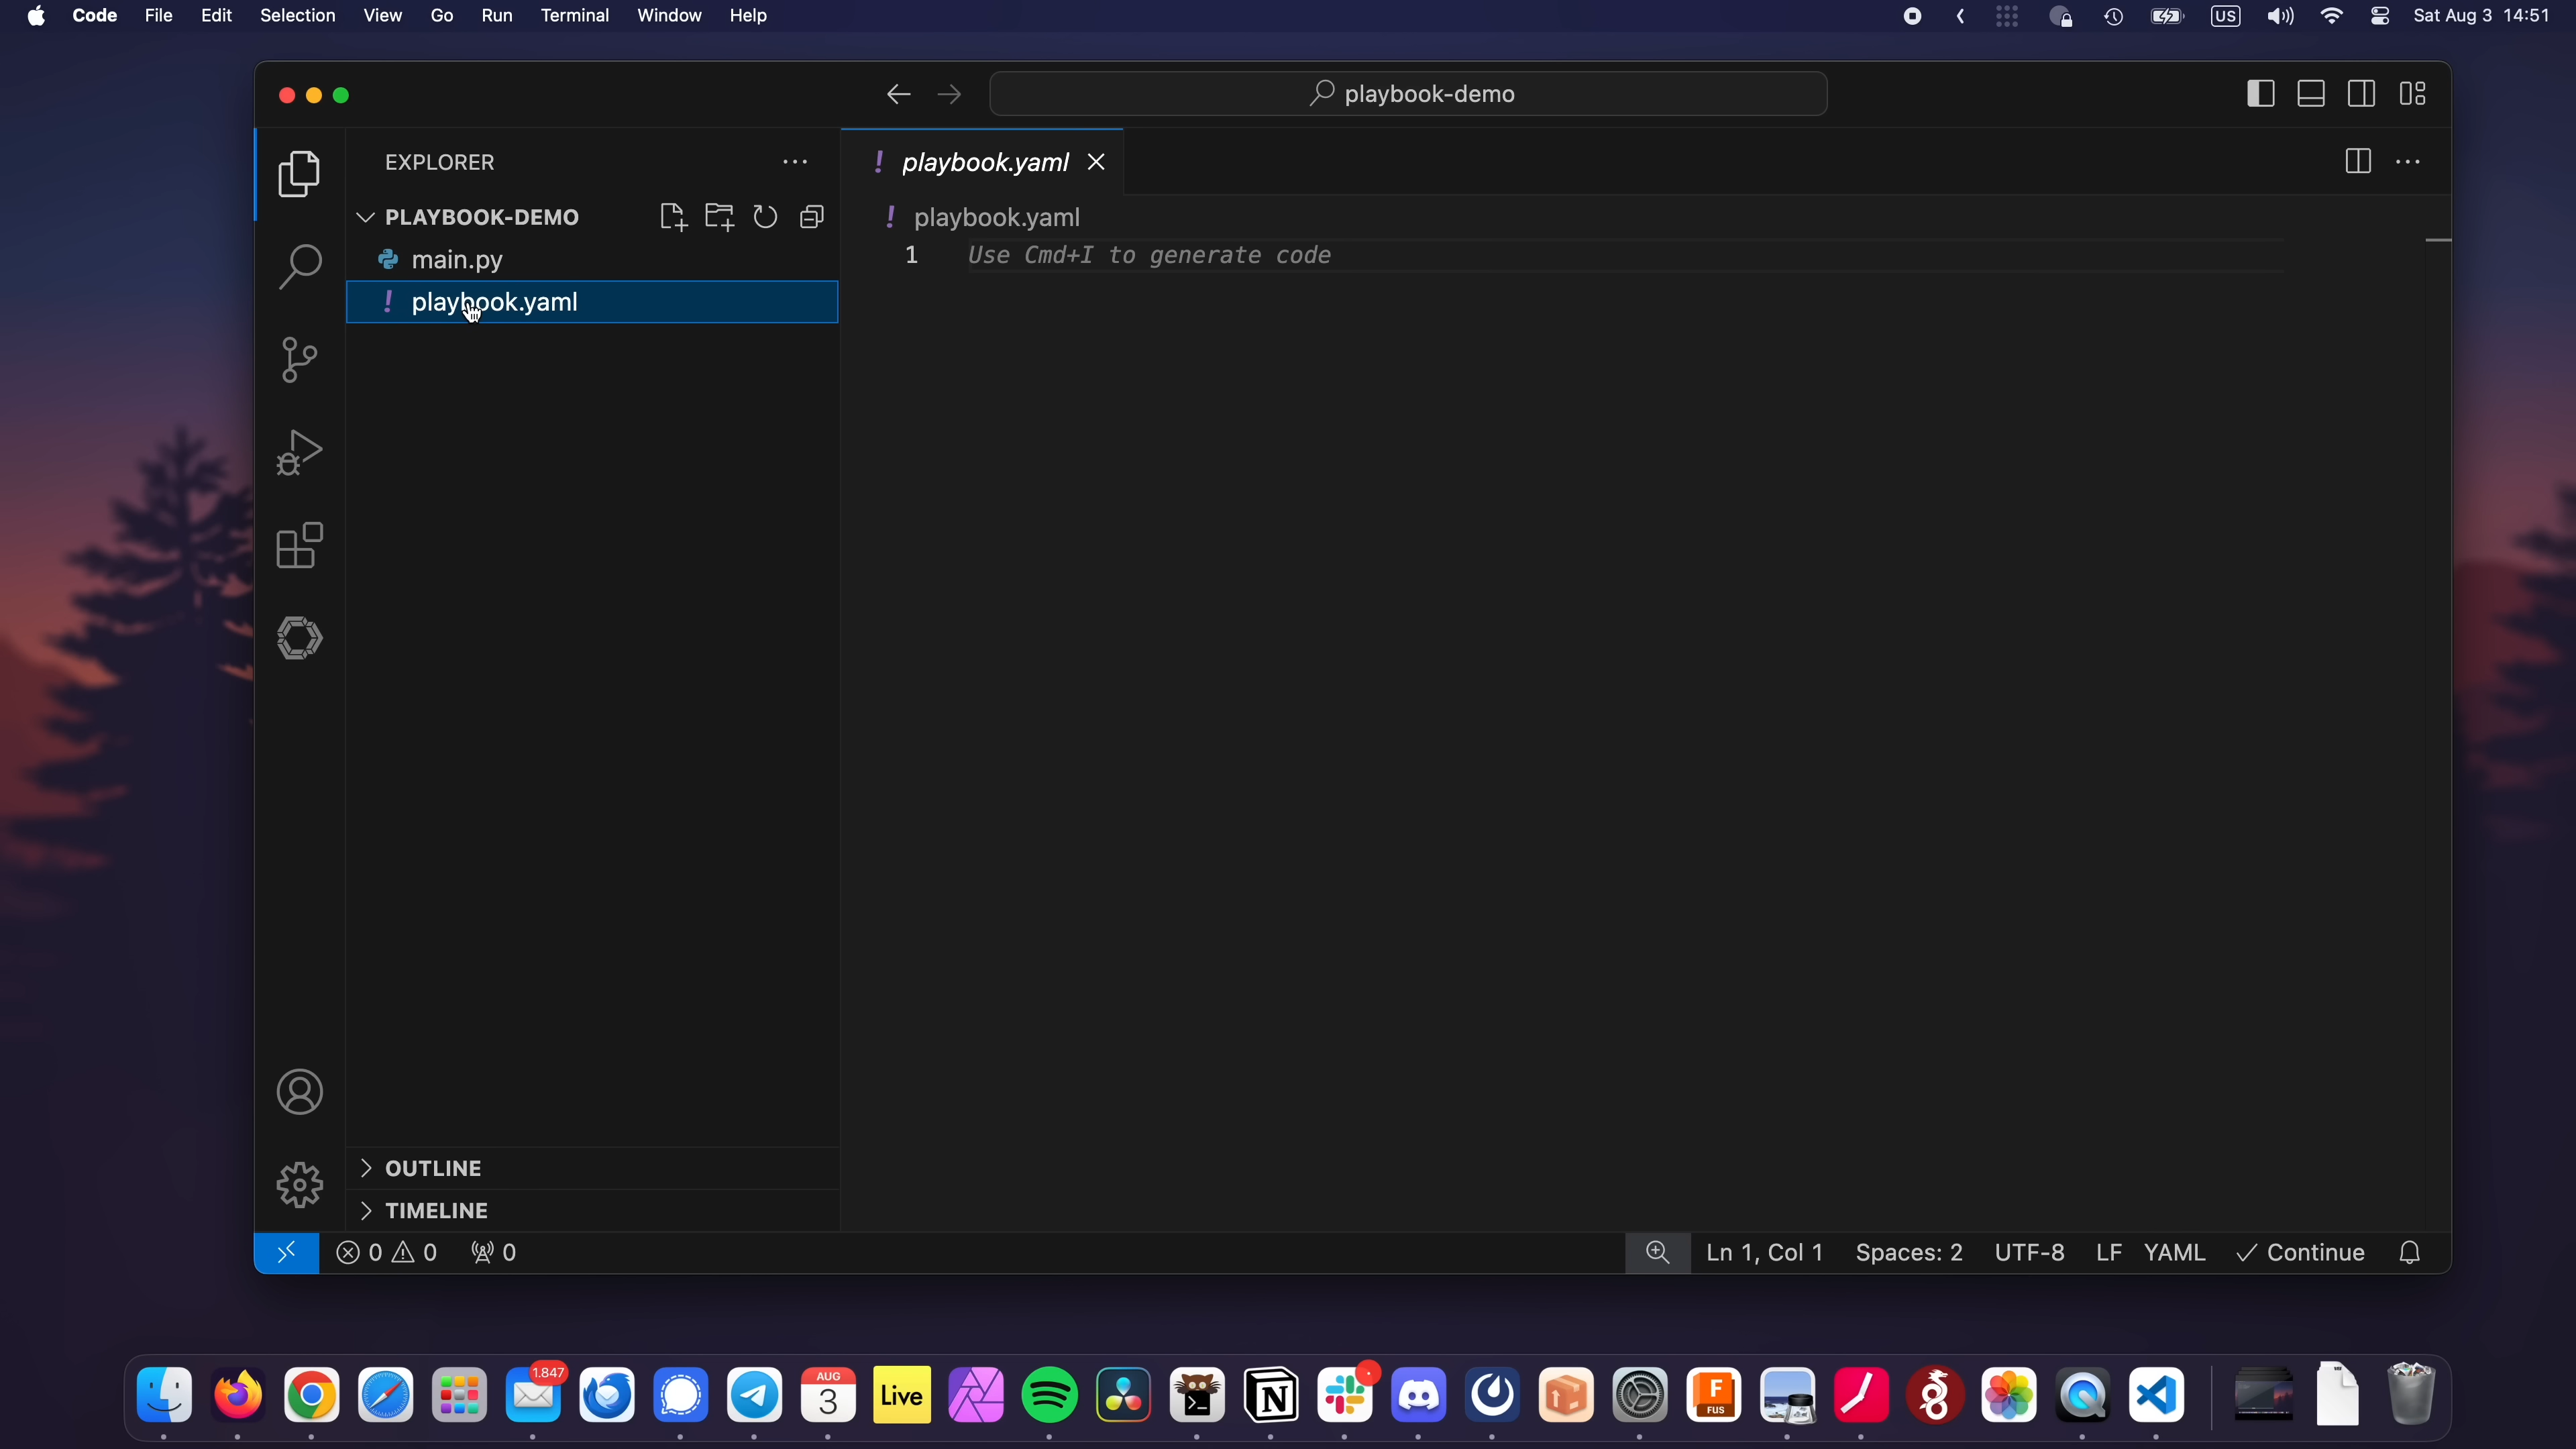 Code File Edit Selection View Go Run Terminal Window Help US Sat Aug 3 14:51
playbook-demo
EXPLORER
PLAYBOOK-DEMO
main.py
! playbook.yaml
! playbook.yaml
! playbook.yaml
1 Use Cmd+I to generate code
OUTLINE
TIMELINE
0 0 0 Ln 1, Col 1 Spaces: 2 UTF-8 LF YAML Continue
1.847 AUG 3 Live N F FUS